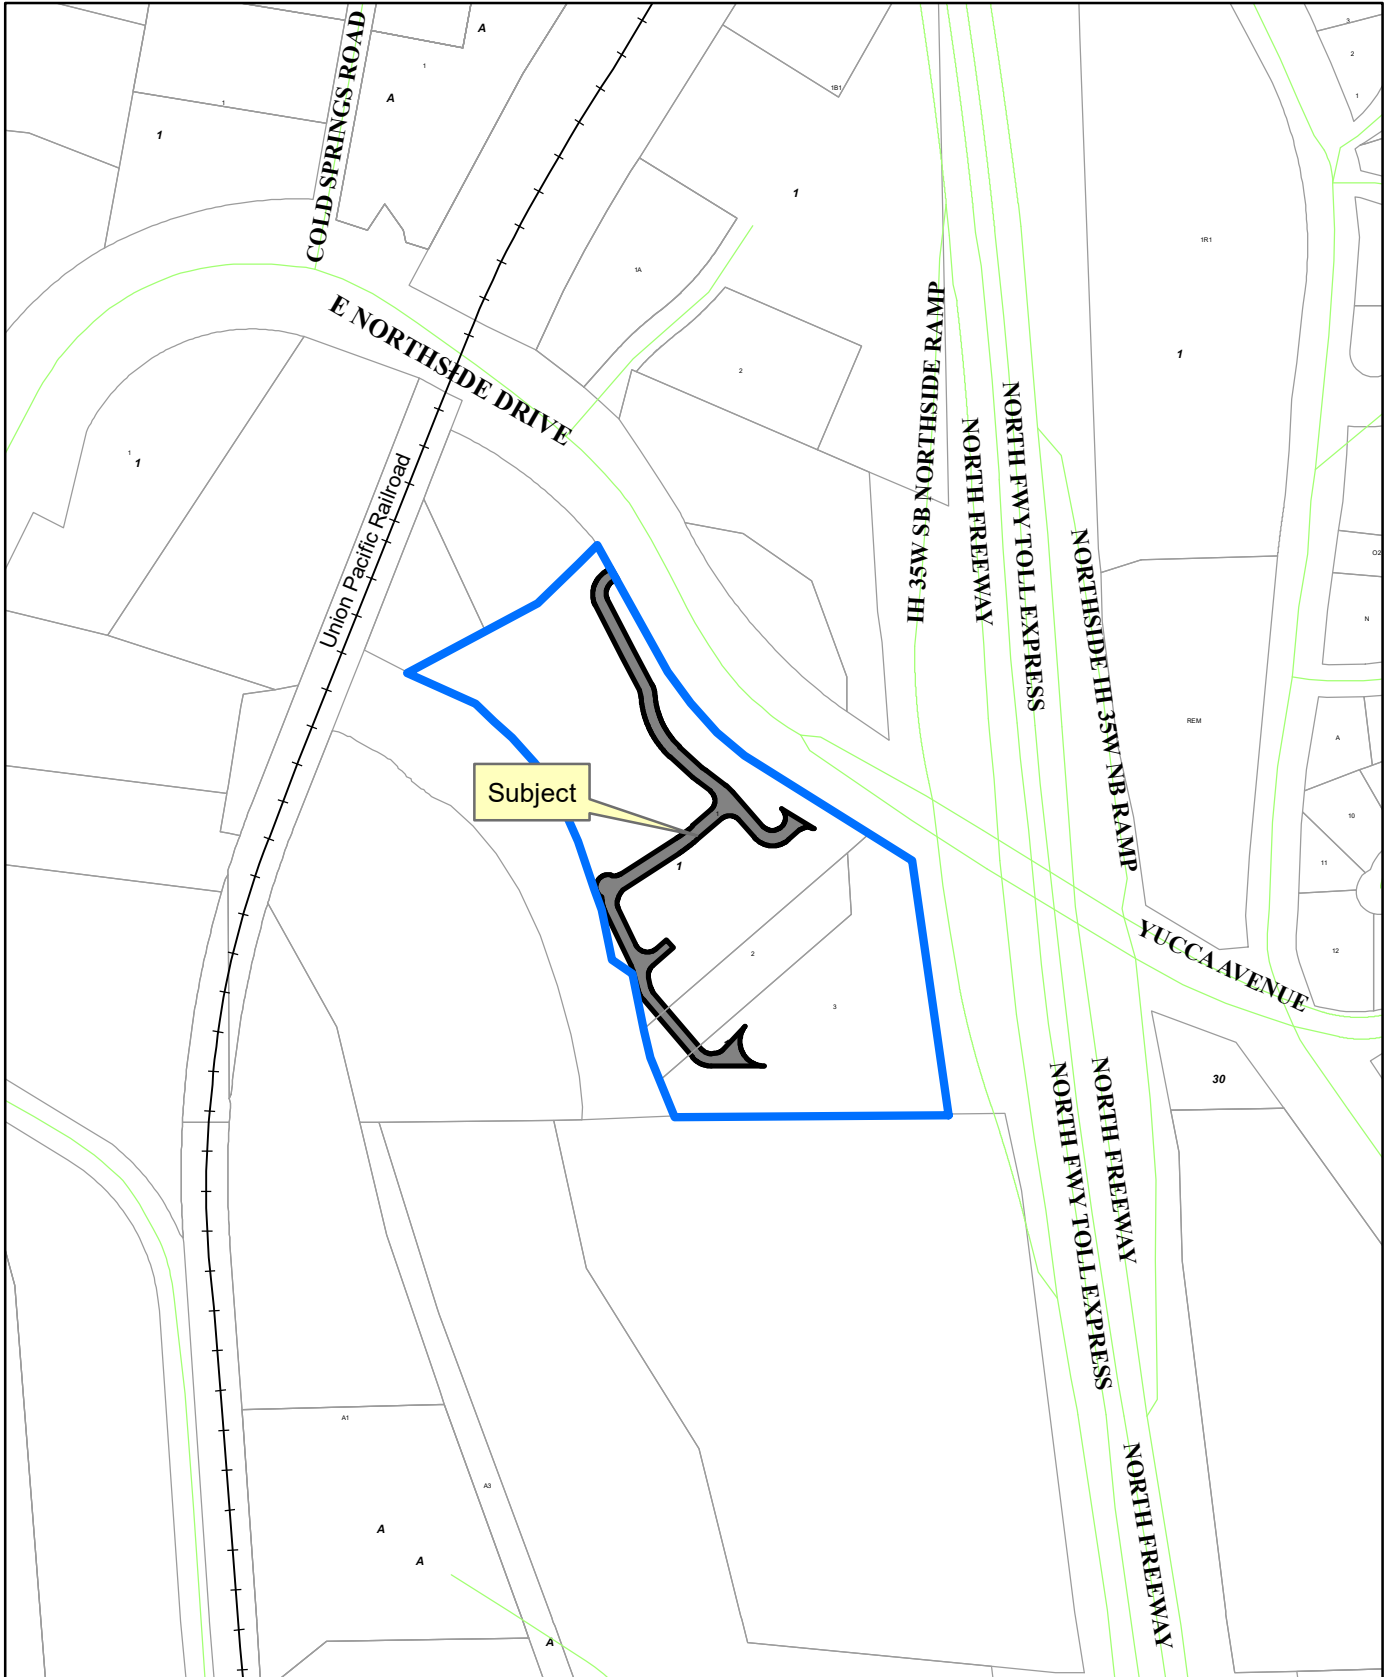 COLD SPRINGS ROAD
A
1
A
1
1
1B1
3
2
1
1
1A
1R1
E NORTHSIDE DRIVE
IH 35W SB NORTHSIDE RAMP
1
2
NORTH FREEWAY
NORTH FWY TOLL EXPRESS
1
1
Union Pacific Railroad
NORTHSIDE IH 35W NB RAMP
O2
N
REM
A
Subject
10
1
11
YUCCA AVENUE
2
12
3
30
NORTH FWY TOLL EXPRESS
NORTH FREEWAY
A1
A3
NORTH FREEWAY
A
A
A